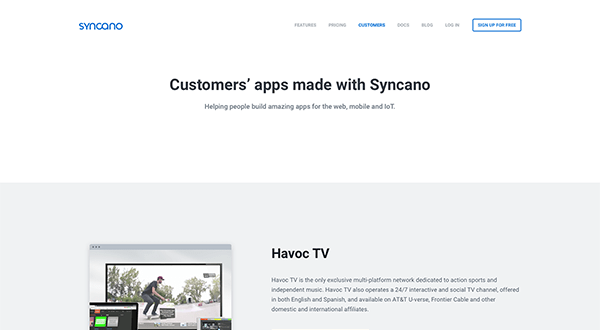 syncano
FEATURES PRICING CUSTOMERS DOCS BLOG LOG IN SIGN UP FOR FREE
Customers’ apps made with Syncano
Helping people build amazing apps for the web, mobile and IoT.
Havoc TV
Havoc TV is the only exclusive multi-platform network dedicated to action sports and
independent music. Havoc TV also operates a 24/7 interactive and social TV channel, offered
in both English and Spanish, and available on AT&T U-verse, Frontier Cable and other
domestic and international affiliates.